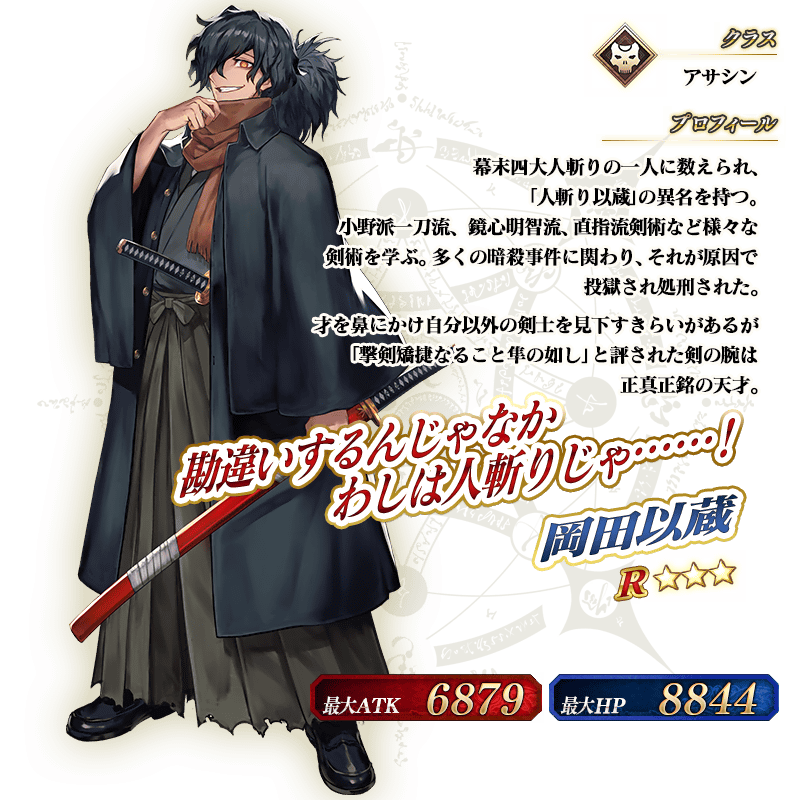 クラス
アサシン
プロフィール
幕末四大人斬りの一人に数えられ、
「人斬り以蔵」の異名を持つ。
小野派一刀流、鏡心明智流、直指流剣術など様々な
剣術を学ぶ。多くの暗殺事件に関わり、それが原因で
投獄され処刑された。
才を鼻にかけ自分以外の剣士を見下すきらいがあるが
「撃剣矯捷なること隼の如し」と評された剣の腕は
正真正銘の天才。
勘違いするんじゃなか
わしは人斬りじゃ……!
岡田以蔵
R
最大ATK 6879
最大HP 8844